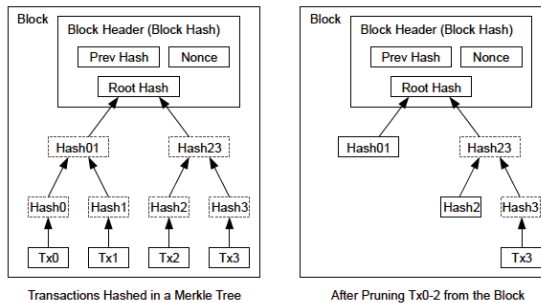 Block
Block Header (Block Hash)
Prev Hash
Nonce
Root Hash
Hash01
Hash23
Hash0
Hash1
Hash2
Hash3
Tx0
Tx1
Tx2
Tx3
Transactions Hashed in a Merkle Tree
Block
Block Header (Block Hash)
Prev Hash
Nonce
Root Hash
Hash01
Hash23
Hash2
Hash3
Tx3
After Pruning Tx0-2 from the Block